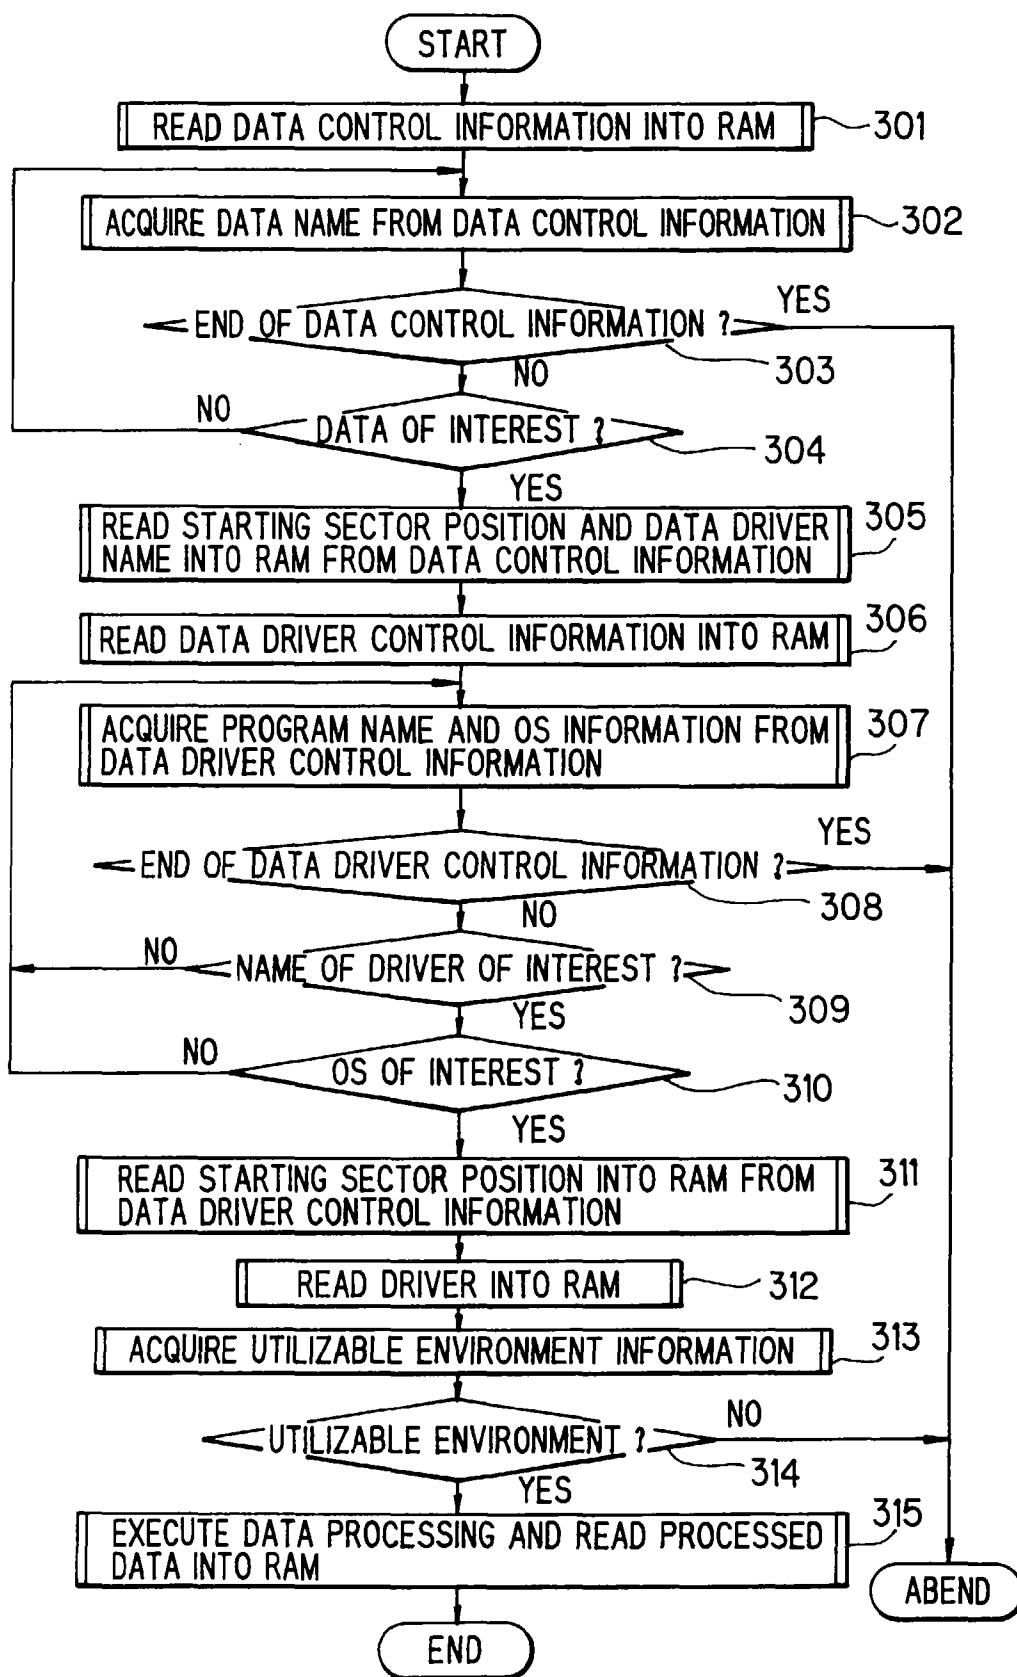 START
READ DATA CONTROL INFORMATION INTO RAM
301
ACQUIRE DATA NAME FROM DATA CONTROL INFORMATION
302
YES
END OF DATA CONTROL INFORMATION ?
303
NO
NO
DATA OF INTEREST ?
304
YES
READ STARTING SECTOR POSITION AND DATA DRIVER
NAME INTO RAM FROM DATA CONTROL INFORMATION
305
READ DATA DRIVER CONTROL INFORMATION INTO RAM
306
ACQUIRE PROGRAM NAME AND OS INFORMATION FROM
DATA DRIVER CONTROL INFORMATION
307
YES
END OF DATA DRIVER CONTROL INFORMATION ?
308
NO
NO
NAME OF DRIVER OF INTEREST ?
309
YES
NO
OS OF INTEREST ?
310
YES
READ STARTING SECTOR POSITION INTO RAM FROM
DATA DRIVER CONTROL INFORMATION
311
READ DRIVER INTO RAM
312
ACQUIRE UTILIZABLE ENVIRONMENT INFORMATION
313
NO
UTILIZABLE ENVIRONMENT ?
314
YES
EXECUTE DATA PROCESSING AND READ PROCESSED
DATA INTO RAM
315
ABEND
END